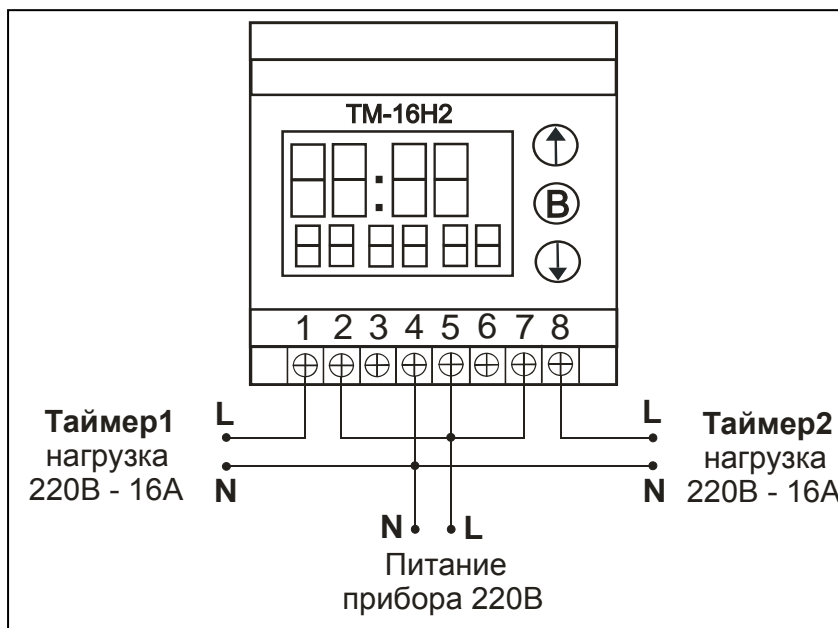 TM-16H2
B
1 2 3 4 5 6 7 8
Таймер1
нагрузка
220В - 16А
L
N
L
N
Таймер2
нагрузка
220В - 16А
N L
Питание
прибора 220В